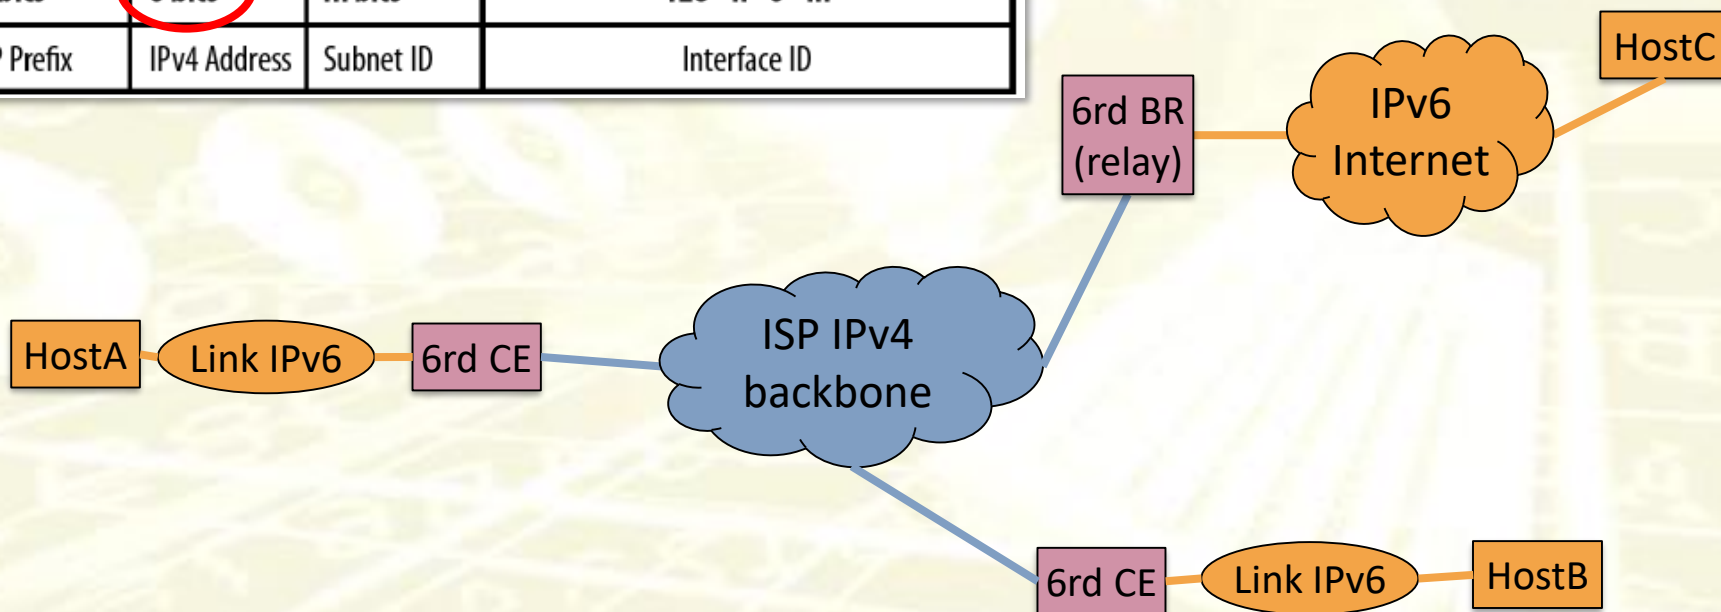 Prefix
IPv4 Address
Subnet ID
Interface ID
HostC
6rd BR
(relay)
IPv6
Internet
ISP IPv4
backbone
HostA
Link IPv6
6rd CE
6rd CE
Link IPv6
HostB